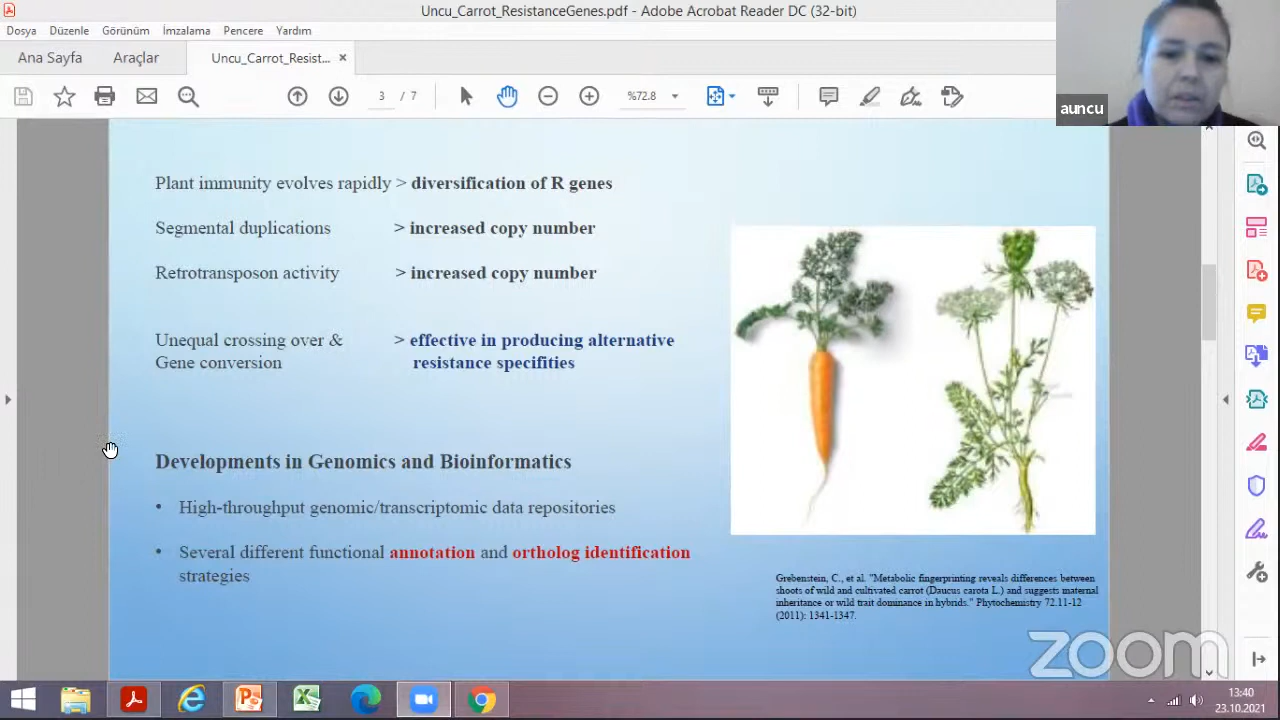 Uncu_Carrot_ResistanceGenes.pdf - Adobe Acrobat Reader DC (32-bit)
Dosya Düzenle Görünüm İmzalama Pencere Yardım
Ana Sayfa Araçlar Uncu_Carrot_Resist... ×
3 / 7 %72.8
auncu
Plant immunity evolves rapidly > diversification of R genes
Segmental duplications > increased copy number
Retrotransposon activity > increased copy number
Unequal crossing over & > effective in producing alternative
Gene conversion resistance specifities
Developments in Genomics and Bioinformatics
• High-throughput genomic/transcriptomic data repositories
• Several different functional annotation and ortholog identification
strategies
Grebenstein, C., et al. "Metabolic fingerprinting reveals differences between
shoots of wild and cultivated carrot (Daucus carota L.) and suggests maternal
inheritance or wild trait dominance in hybrids." Phytochemistry 72.11-12
(2011): 1341-1347.
zoom
13:40
23.10.2021